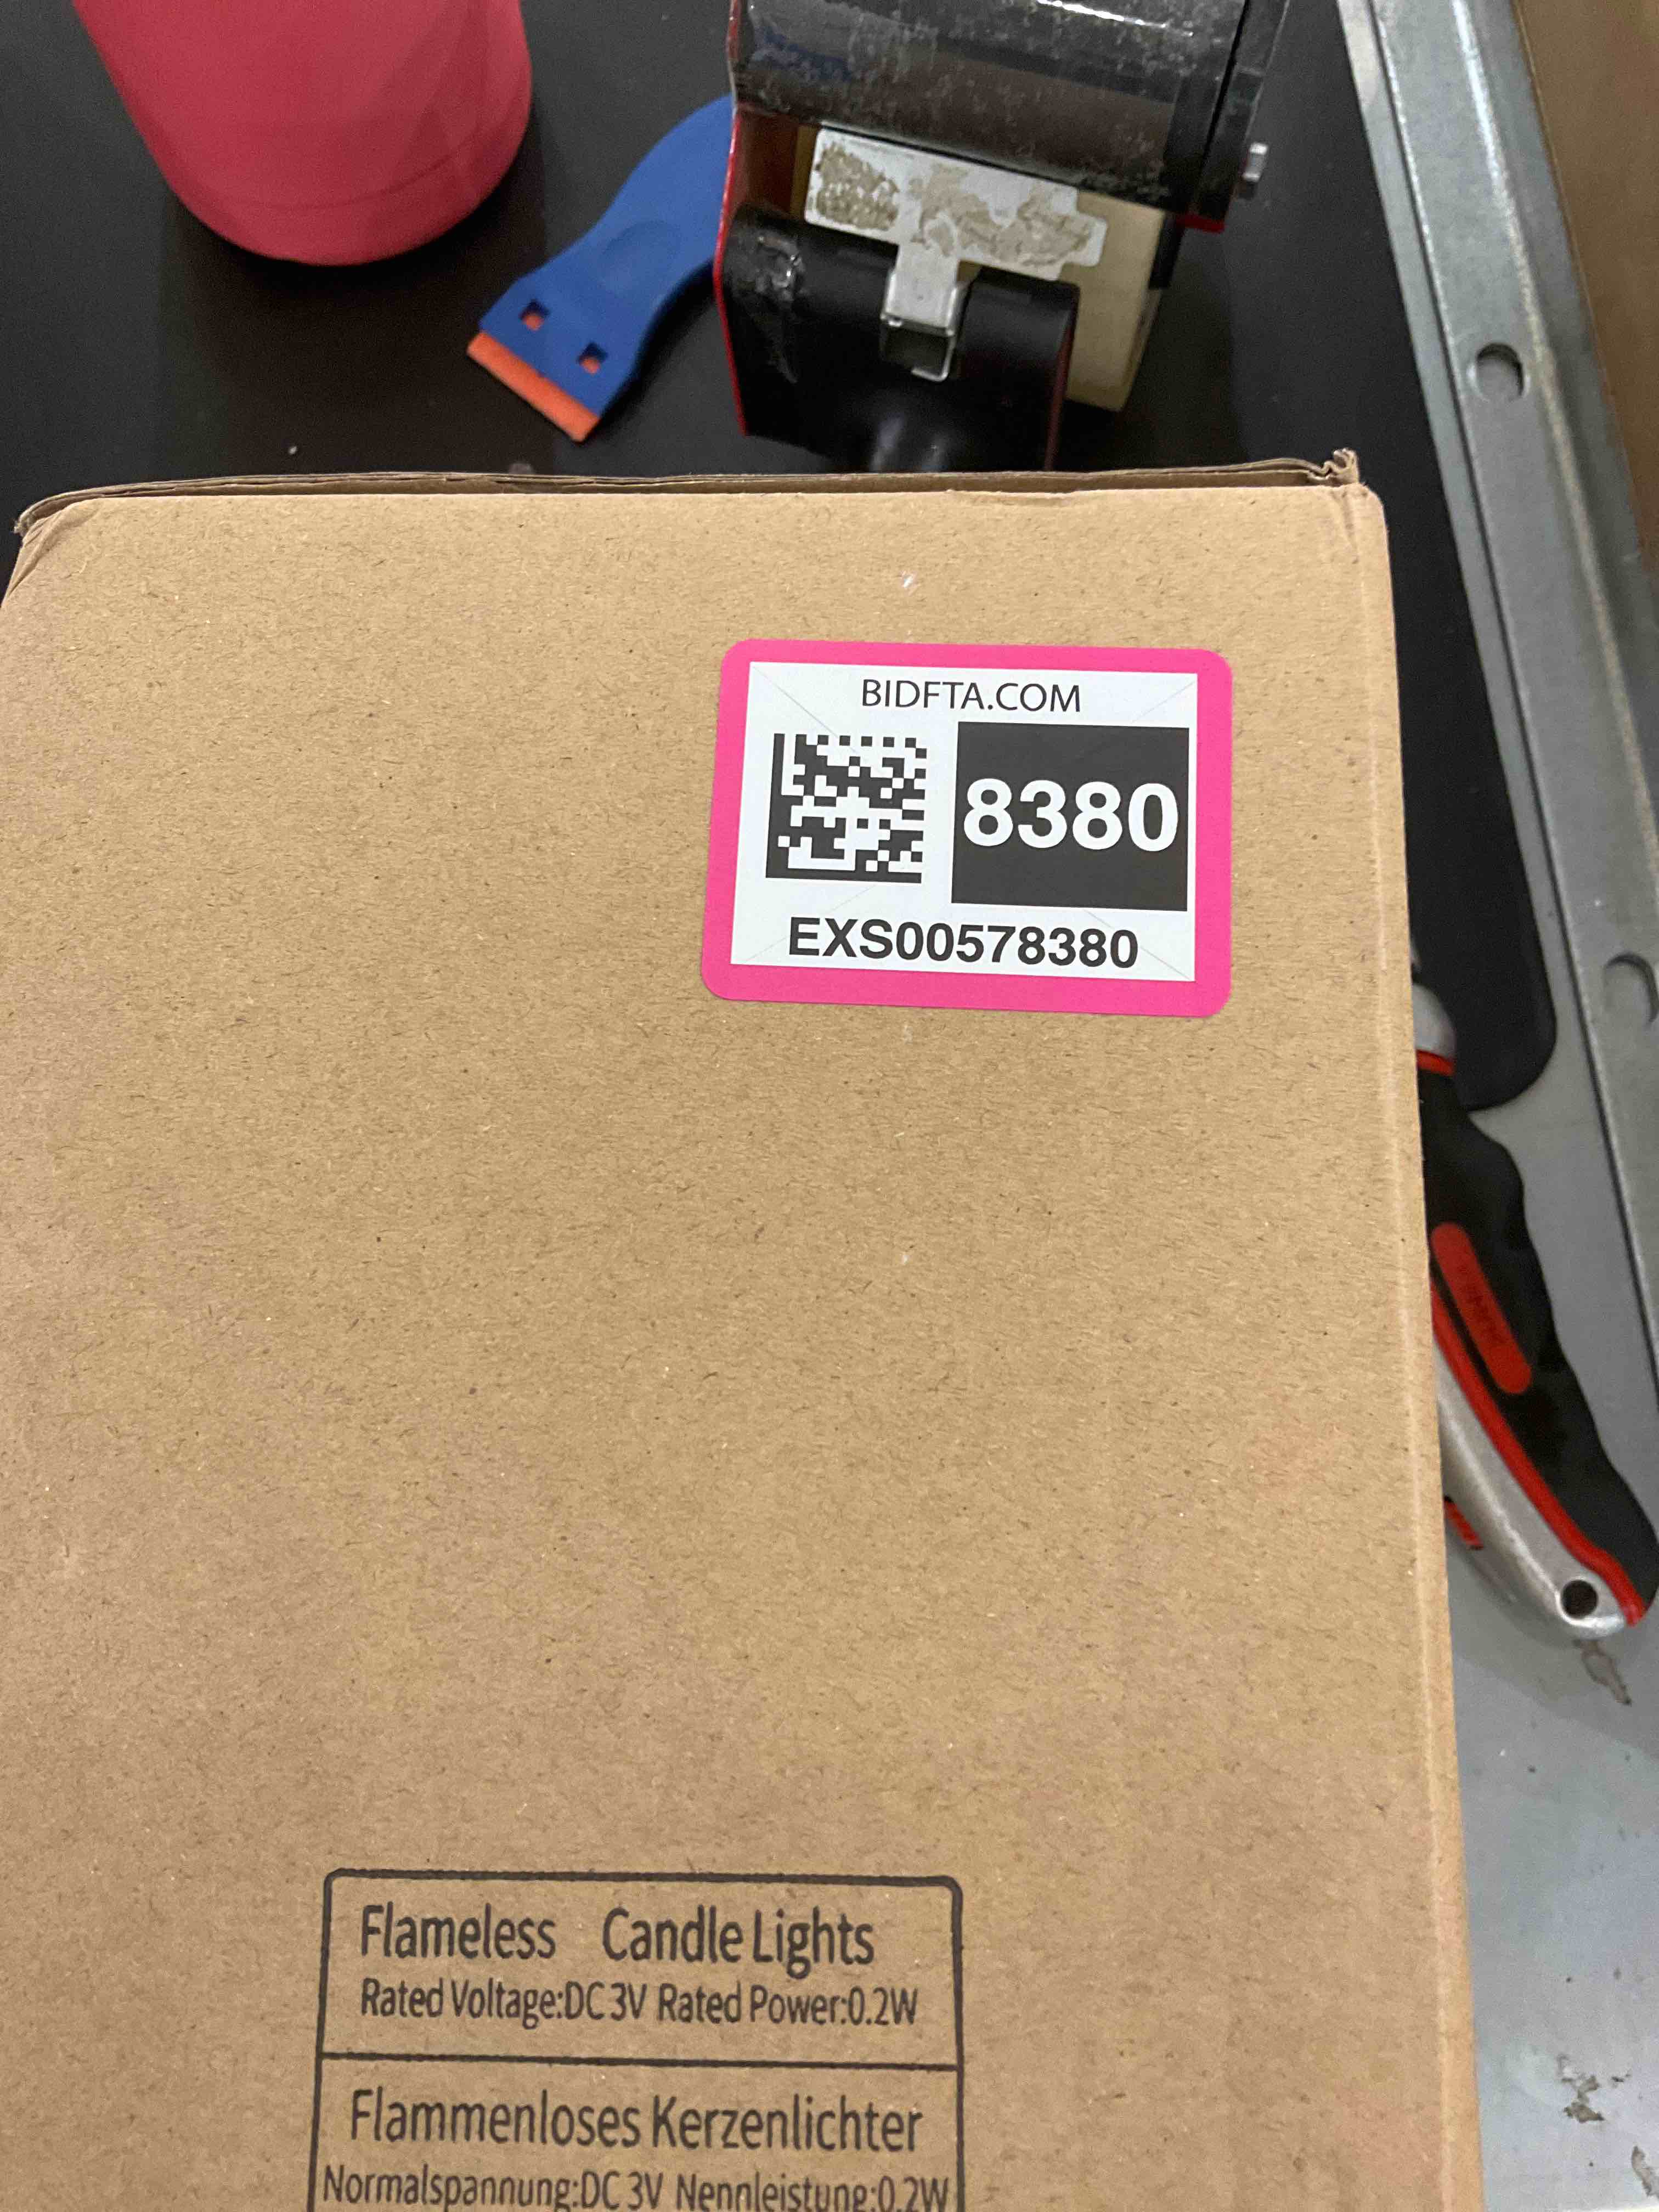 BIDFTA.COM
8380
EXS00578380
Flameless Candle Lights
Rated Voltage:DC 3V Rated Power:0.2W
Flammenloses Kerzenlichter
Normalspannung:DC 3V Nennleistung:0.2W